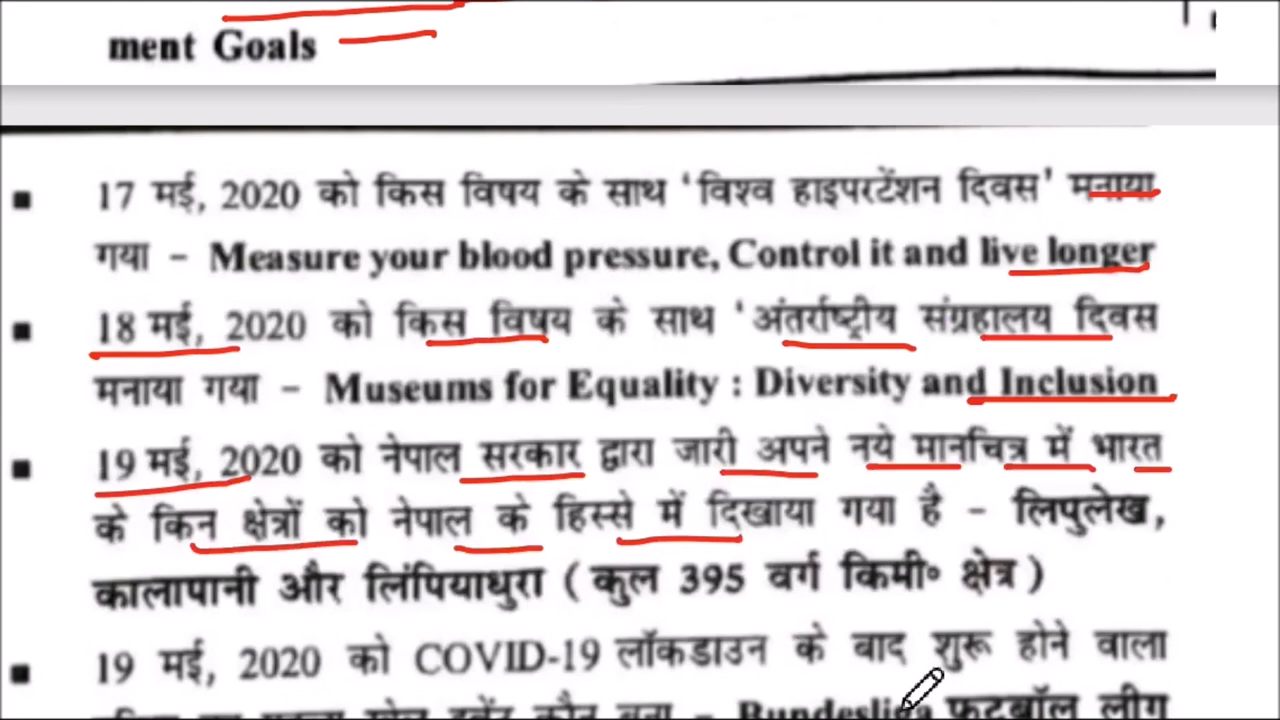 ment Goals
■ 17 मई, 2020 को किस विषय के साथ 'विश्व हाइपरटेंशन दिवस' मनाया
गया – Measure your blood pressure, Control it and live longer
■ 18 मई, 2020 को किस विषय के साथ 'अंतर्राष्ट्रीय संग्रहालय दिवस
मनाया गया – Museums for Equality : Diversity and Inclusion
■ 19 मई, 2020 को नेपाल सरकार द्वारा जारी अपने नये मानचित्र में भारत
के किन क्षेत्रों को नेपाल के हिस्से में दिखाया गया है – लिपुलेख,
कालापानी और लिंपियाधुरा ( कुल 395 वर्ग किमी॰ क्षेत्र )
■ 19 मई, 2020 को COVID-19 लॉकडाउन के बाद शुरू होने वाला
कौन बना – Bundesliga फुटबॉल लीग